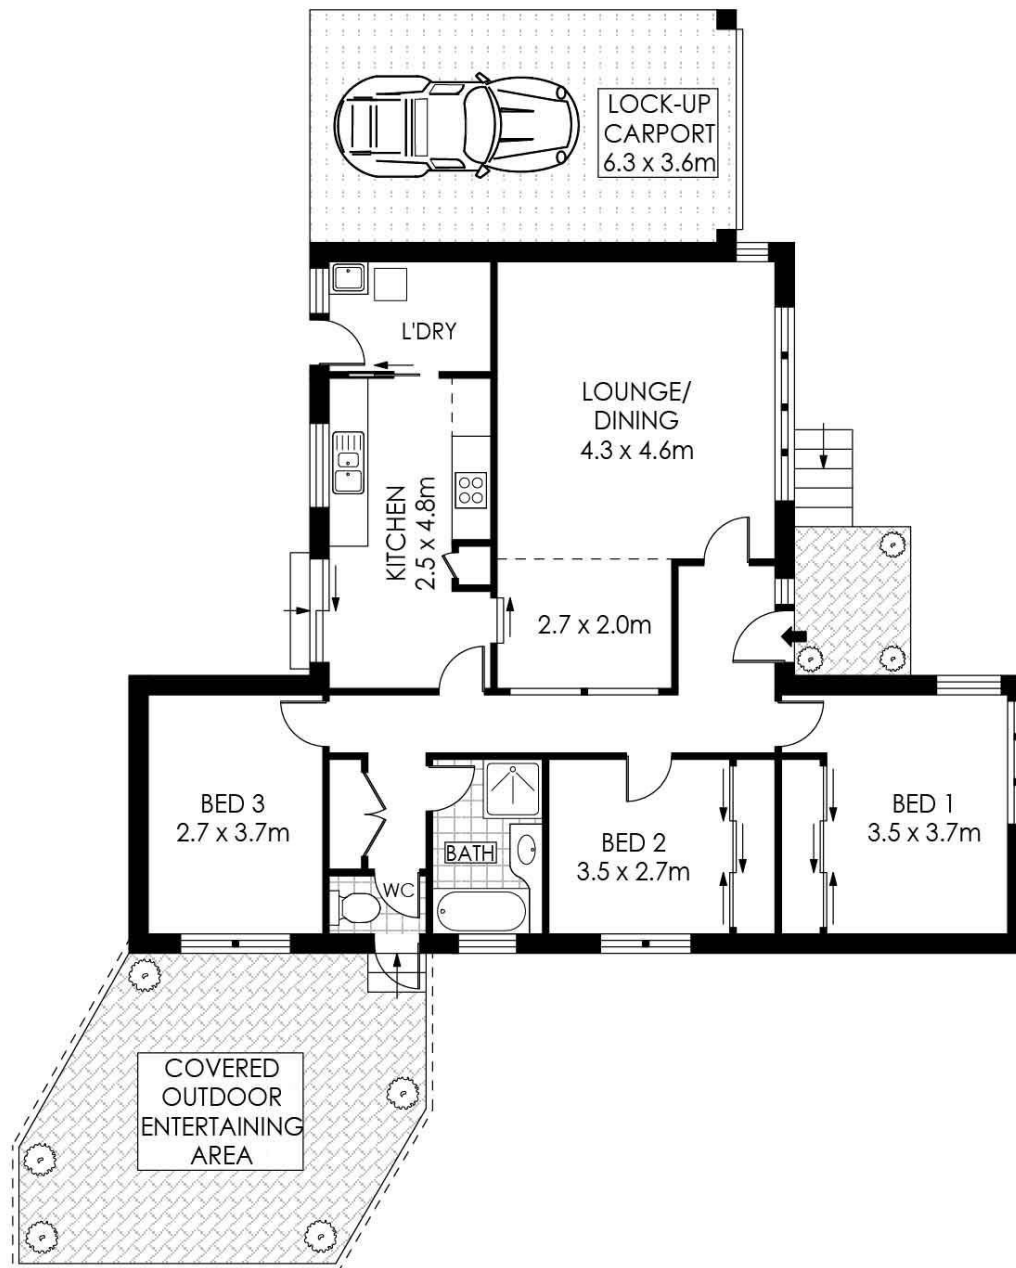 LOCK-UP
CARPORT
6.3 x 3.6m
L'DRY
LOUNGE/
DINING
4.3 x 4.6m
KITCHEN
2.5 x 4.8m
2.7 x 2.0m
BED 3
2.7 x 3.7m
BATH
WC
BED 2
3.5 x 2.7m
BED 1
3.5 x 3.7m
COVERED
OUTDOOR
ENTERTAINING
AREA